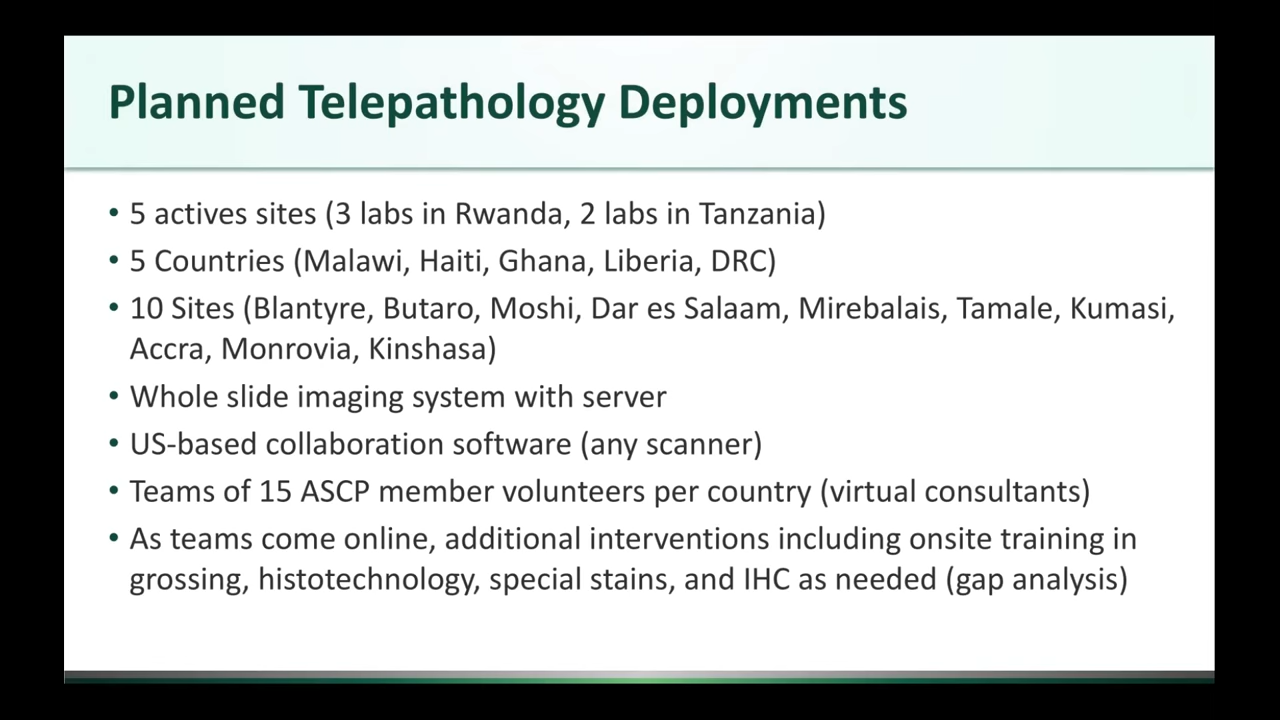 Planned Telepathology Deployments
• 5 actives sites (3 labs in Rwanda, 2 labs in Tanzania)
• 5 Countries (Malawi, Haiti, Ghana, Liberia, DRC)
• 10 Sites (Blantyre, Butaro, Moshi, Dar es Salaam, Mirebalais, Tamale, Kumasi,
Accra, Monrovia, Kinshasa)
• Whole slide imaging system with server
• US-based collaboration software (any scanner)
• Teams of 15 ASCP member volunteers per country (virtual consultants)
• As teams come online, additional interventions including onsite training in
grossing, histotechnology, special stains, and IHC as needed (gap analysis)